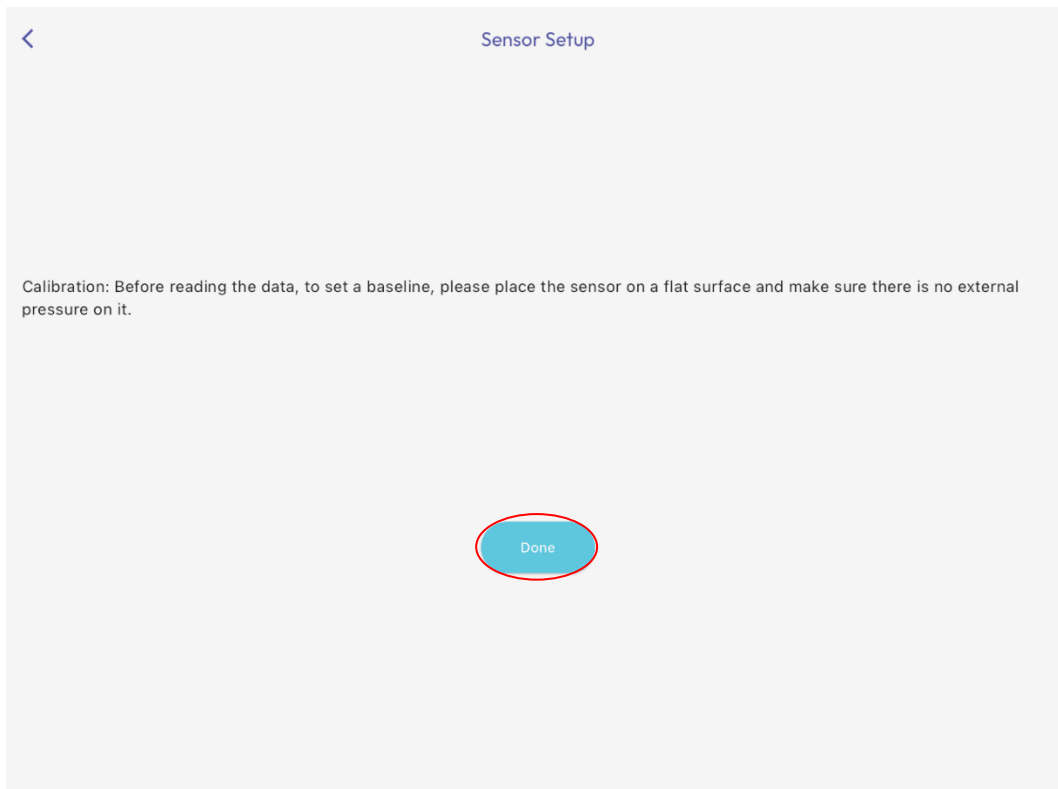 Sensor Setup
Calibration: Before reading the data, to set a baseline, please place the sensor on a flat surface and make sure there is no external
pressure on it.
Done